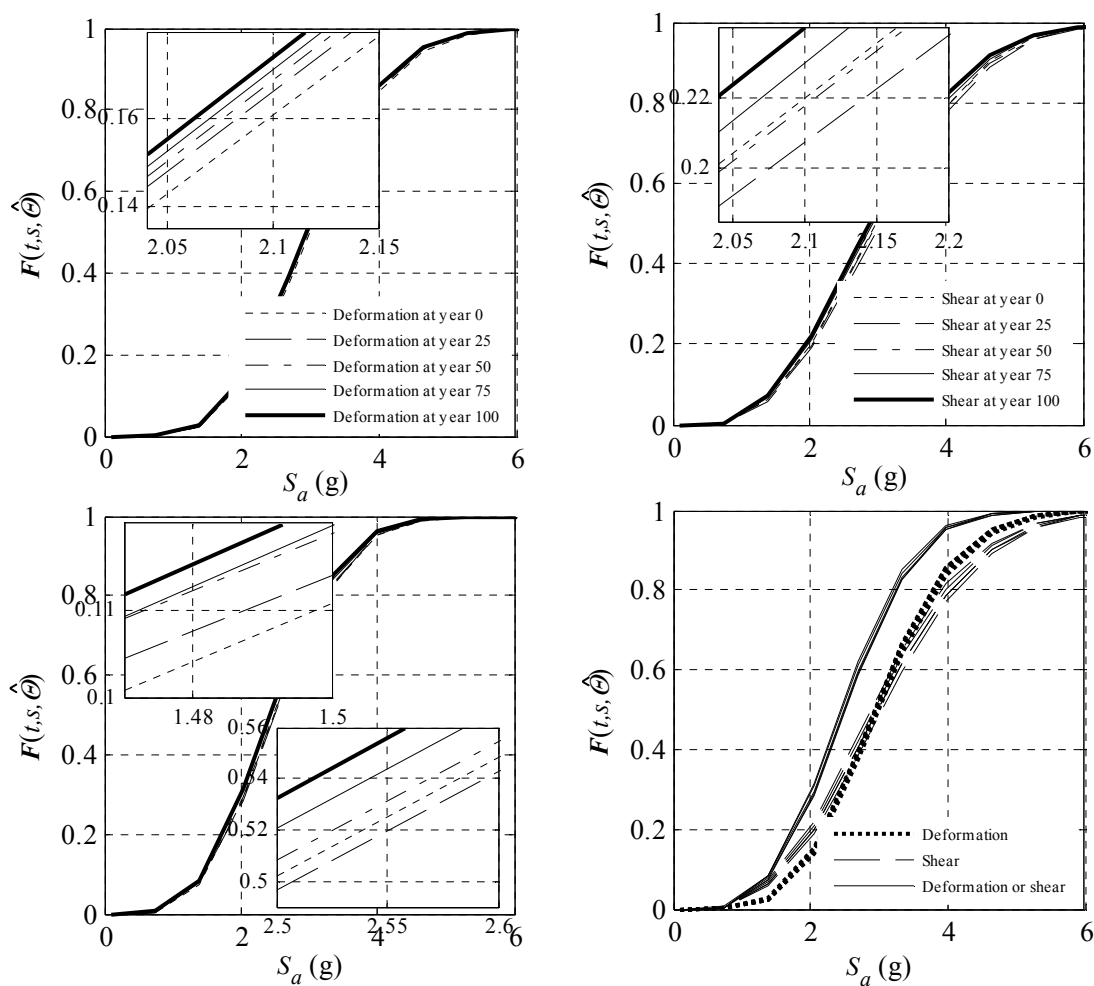 1
0.8
0.6
0.4
0.2
0
0.16
0.14
2.05
2.1
2.15
Deformation at year 0
Deformation at year 25
Deformation at year 50
Deformation at year 75
Deformation at year 100
2
4
6
S_a (g)
F(t,s,Θ̂)
1
0.8
0.6
0.4
0.2
0
0.22
0.2
2.05
2.1
2.15
2.2
Shear at year 0
Shear at year 25
Shear at year 50
Shear at year 75
Shear at year 100
0
2
4
6
S_a (g)
F(t,s,Θ̂)
1
0.8
0.6
0.4
0.2
0
0.11
0.1
1.48
1.5
0.56
0.54
0.52
0.5
2.5
2.55
2.6
0
2
4
6
S_a (g)
F(t,s,Θ̂)
1
0.8
0.6
0.4
0.2
0
Deformation
Shear
Deformation or shear
0
2
4
6
S_a (g)
F(t,s,Θ̂)